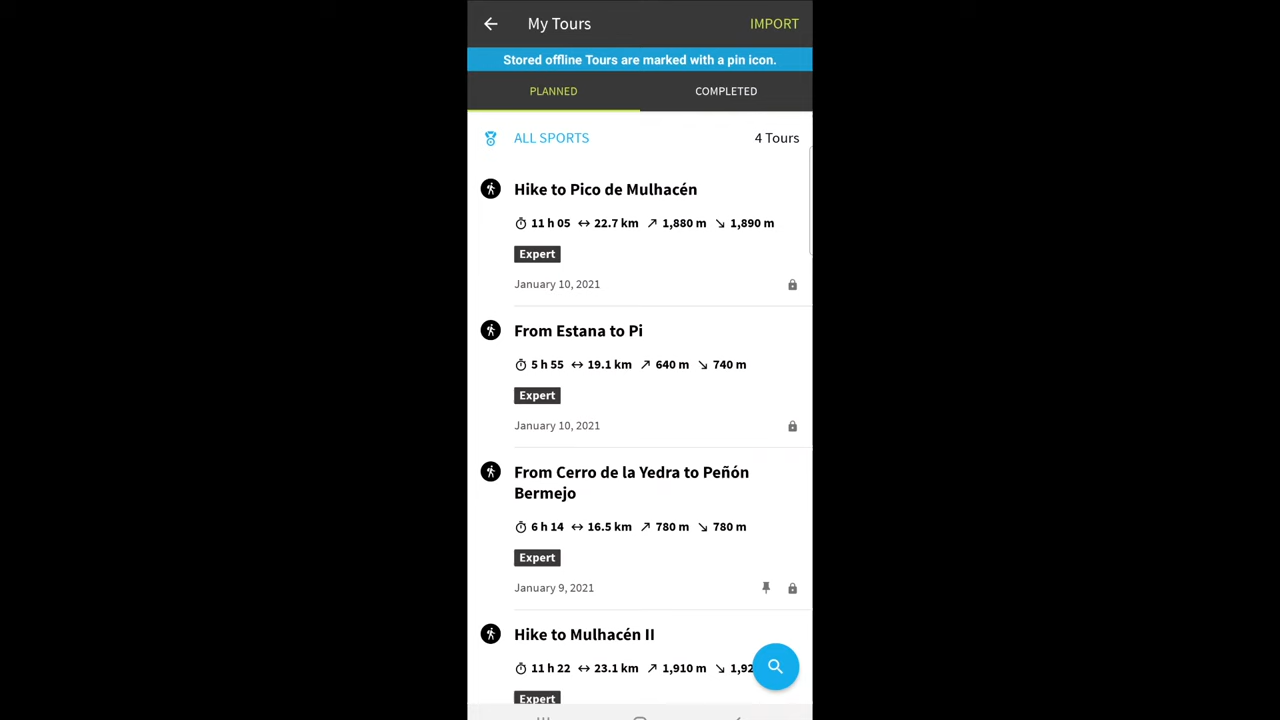 My Tours
IMPORT
Stored offline Tours are marked with a pin icon.
PLANNED
COMPLETED
ALL SPORTS
4 Tours
Hike to Pico de Mulhacén
11 h 05 22.7 km 1,880 m 1,890 m
Expert
January 10, 2021
From Estana to Pi
5 h 55 19.1 km 640 m 740 m
Expert
January 10, 2021
From Cerro de la Yedra to Peñón
Bermejo
6 h 14 16.5 km 780 m 780 m
Expert
January 9, 2021
Hike to Mulhacén II
11 h 22 23.1 km 1,910 m
Expert